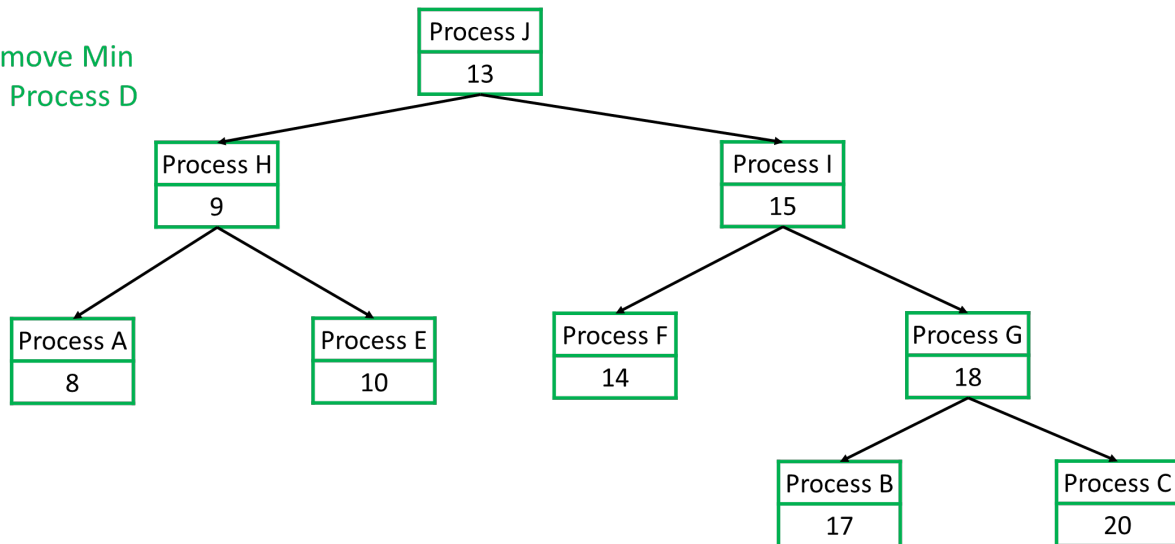 Process J
13
move Min
Process D
Process H
9
Process I
15
Process A
8
Process E
10
Process F
14
Process G
18
Process B
17
Process C
20